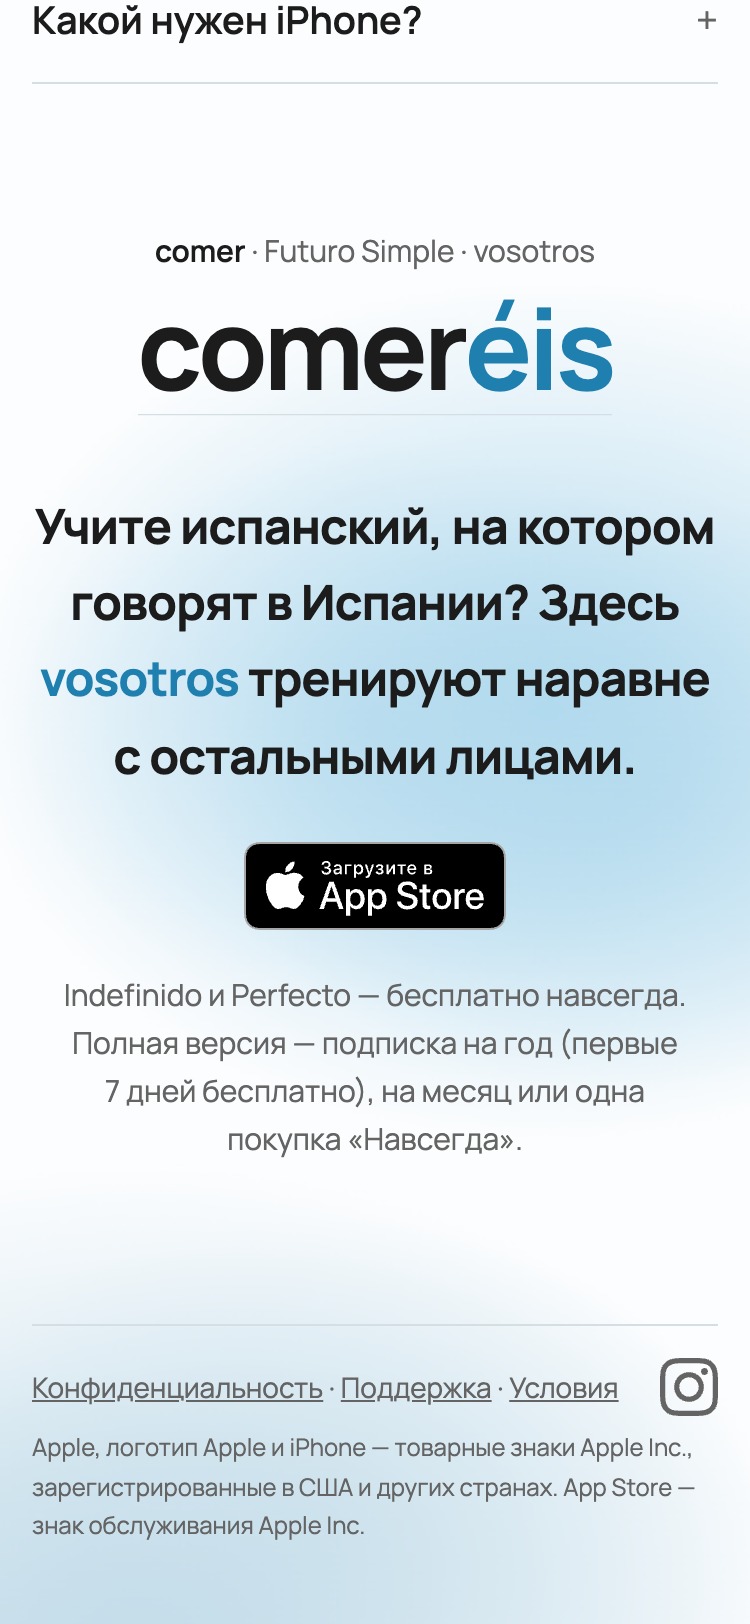 Какой нужен iPhone? +
comer · Futuro Simple · vosotros
comeréis
Учите испанский, на котором
говорят в Испании? Здесь
vosotros тренируют наравне
с остальными лицами.
Загрузите в
App Store
Indefinido и Perfecto — бесплатно навсегда.
Полная версия — подписка на год (первые
7 дней бесплатно), на месяц или одна
покупка «Навсегда».
Конфиденциальность · Поддержка · Условия
Apple, логотип Apple и iPhone — товарные знаки Apple Inc.,
зарегистрированные в США и других странах. App Store —
знак обслуживания Apple Inc.